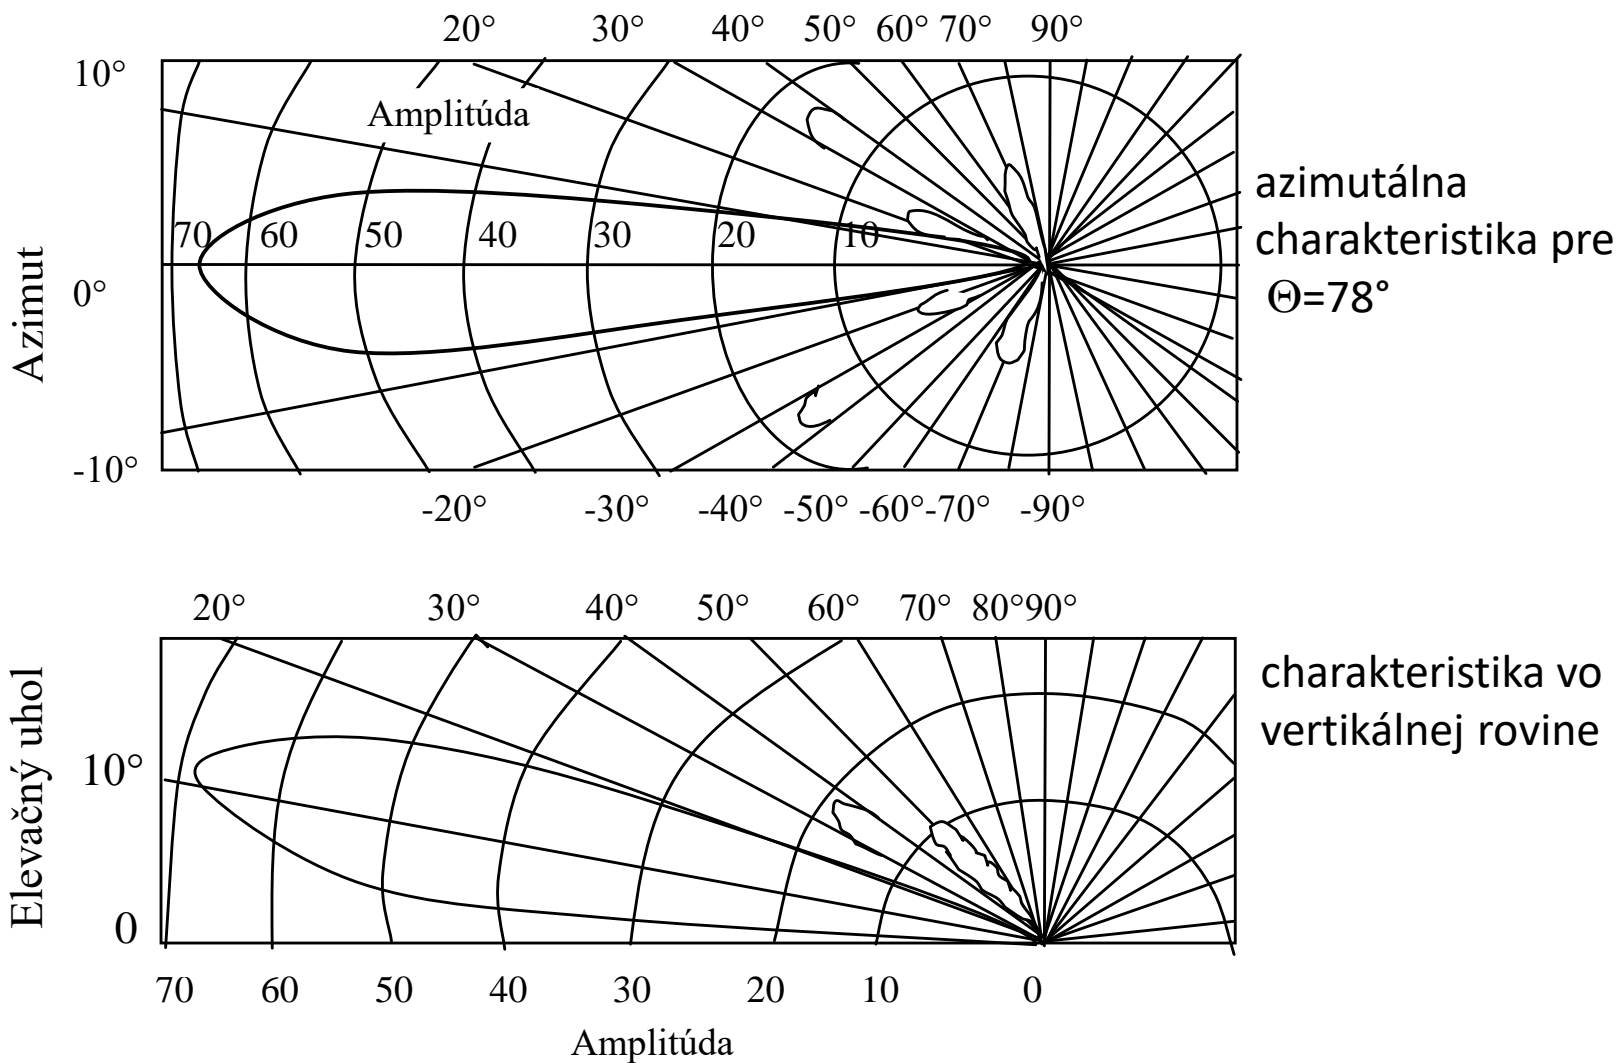 20° 30° 40° 50° 60° 70° 90°
10°
Amplitúda
70 60 50 40 30 20 10
Azimut
0°
-10°
-20° -30° -40° -50° -60° -70° -90°
azimutálna
charakteristika pre
Θ=78°
20° 30° 40° 50° 60° 70° 80° 90°
Elevačný uhol
10°
0
70 60 50 40 30 20 10 0
Amplitúda
charakteristika vo
vertikálnej rovine